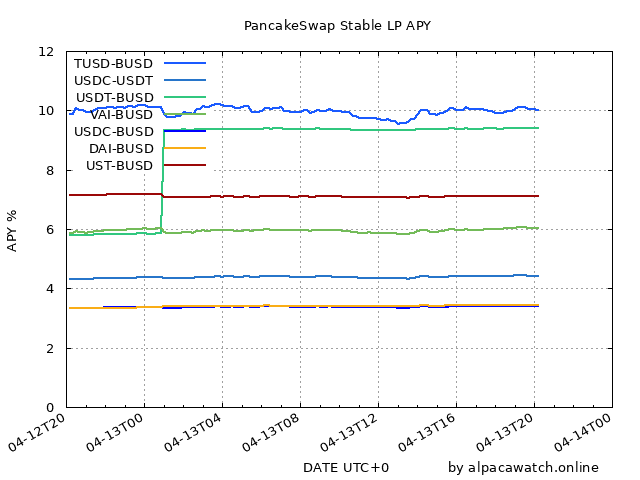 PancakeSwap Stable LP APY
12
10
8
6
4
2
0
APY %
TUSD-BUSD
USDC-USDT
USDT-BUSD
VAI-BUSD
USDC-BUSD
DAI-BUSD
UST-BUSD
04-12T20
04-13T00
04-13T04
04-13T08
04-13T12
04-13T16
04-13T20
04-14T00
DATE UTC+0
by alpacawatch.online